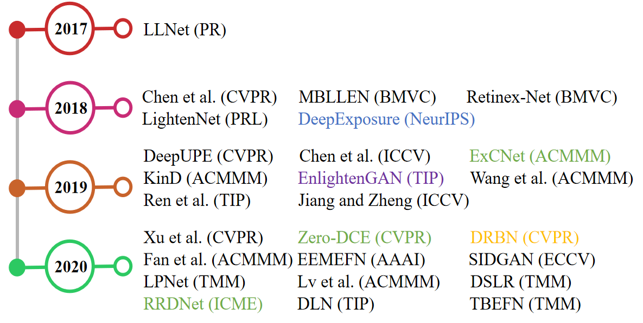 2017
LLNet (PR)
2018
Chen et al. (CVPR) MBLLEN (BMVC) Retinex-Net (BMVC)
LightenNet (PRL) DeepExposure (NeurIPS)
2019
DeepUPE (CVPR) Chen et al. (ICCV) ExCNet (ACMMM)
KinD (ACMMM) EnlightenGAN (TIP) Wang et al. (ACMMM)
Ren et al. (TIP) Jiang and Zheng (ICCV)
2020
Xu et al. (CVPR) Zero-DCE (CVPR) DRBN (CVPR)
Fan et al. (ACMMM) EEMEFN (AAAI) SIDGAN (ECCV)
LPNet (TMM) Lv et al. (ACMMM) DSLR (TMM)
RRDNet (ICME) DLN (TIP) TBEFN (TMM)